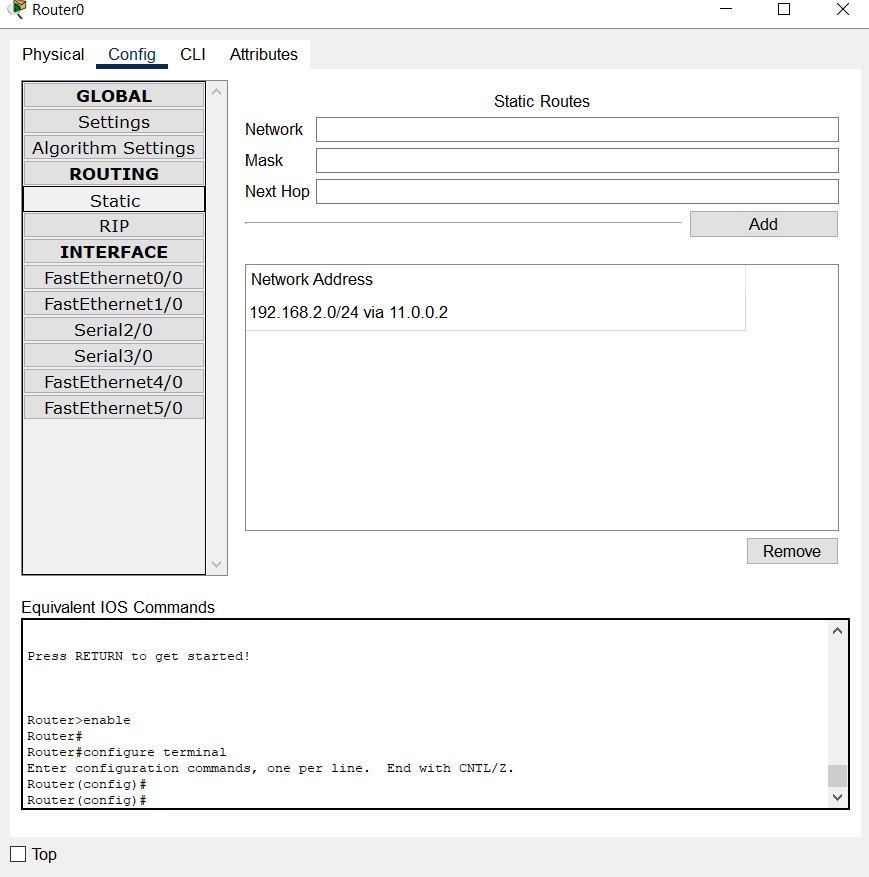 Router0
Physical Config CLI Attributes
GLOBAL
Settings
Algorithm Settings
ROUTING
Static
RIP
INTERFACE
FastEthernet0/0
FastEthernet1/0
Serial2/0
Serial3/0
FastEthernet4/0
FastEthernet5/0
Static Routes
Network
Mask
Next Hop
Add
Network Address
192.168.2.0/24 via 11.0.0.2
Remove
Equivalent IOS Commands
Press RETURN to get started!
Router>enable
Router#
Router#configure terminal
Enter configuration commands, one per line.  End with CNTL/Z.
Router(config)#
Router(config)#
Top